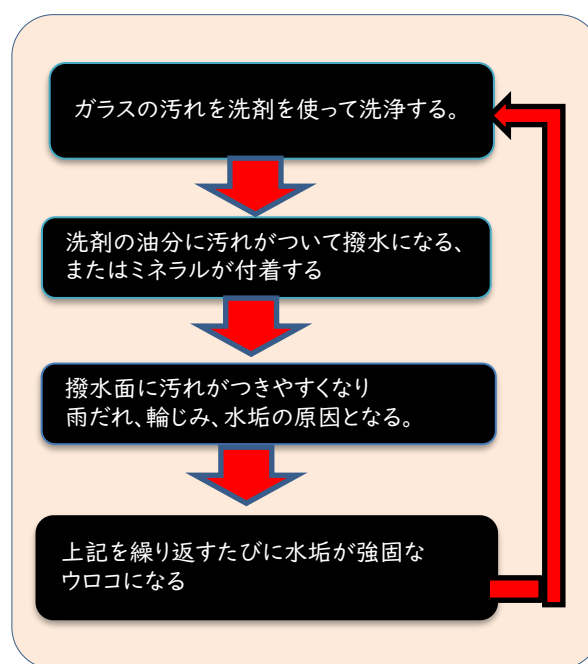 ガラスの汚れを洗剤を使って洗浄する。
洗剤の油分に汚れがついて撥水になる、
またはミネラルが付着する
撥水面に汚れがつきやすくなり
雨だれ、輪じみ、水垢の原因となる。
上記を繰り返すたびに水垢が強固な
ウロコになる